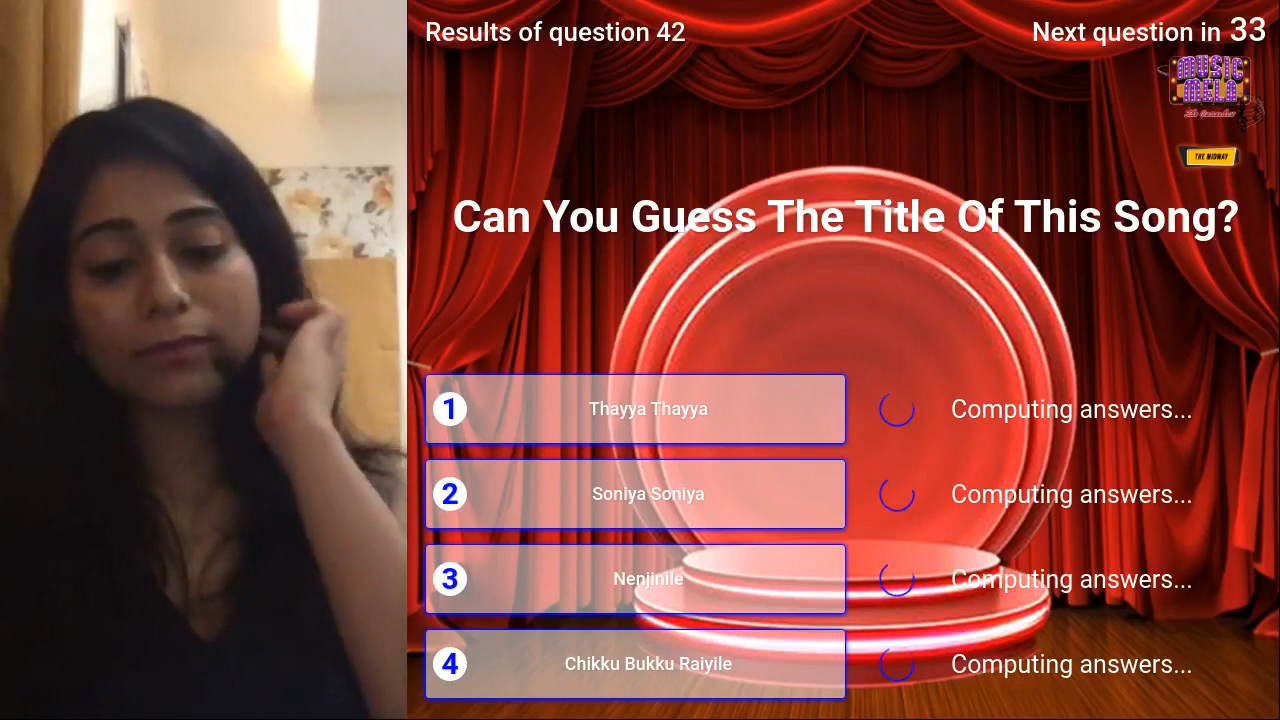 Results of question 42
Next question in 33
MUSIC
MELA
THE MIDWAY
Can You Guess The Title Of This Song?
1 Thayya Thayya Computing answers...
2 Soniya Soniya Computing answers...
3 Nenjinile Computing answers...
4 Chikku Bukku Raiyile Computing answers...